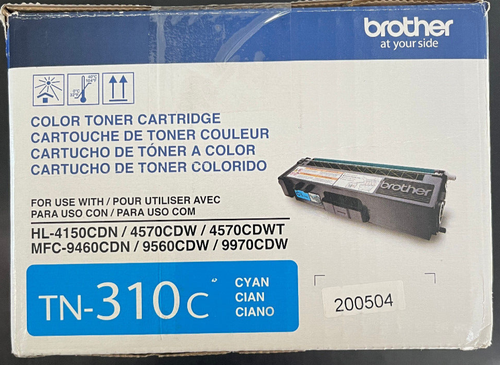 brother
at your side
COLOR TONER CARTRIDGE
CARTOUCHE DE TONER COULEUR
CARTUCHO DE TÓNER A COLOR
CARTUCHO DE TONER COLORIDO
FOR USE WITH / POUR UTILISER AVEC
PARA USO CON / PARA USO COM
HL-4150CDN / 4570CDW / 4570CDWT
MFC-9460CDN / 9560CDW / 9970CDW
brother
TN-310C
CYAN
CIAN
CIANO
200504